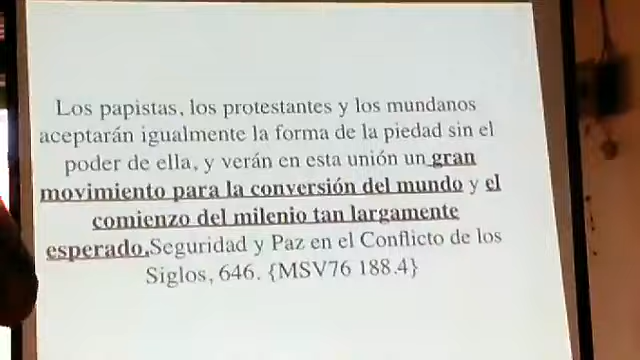 Los papistas, los protestantes y los mundanos
aceptarán igualmente la forma de la piedad sin el
poder de ella, y verán en esta unión un gran
movimiento para la conversión del mundo y el
comienzo del milenio tan largamente
esperado.Seguridad y Paz en el Conflicto de los
Siglos, 646. {MSV76 188.4}